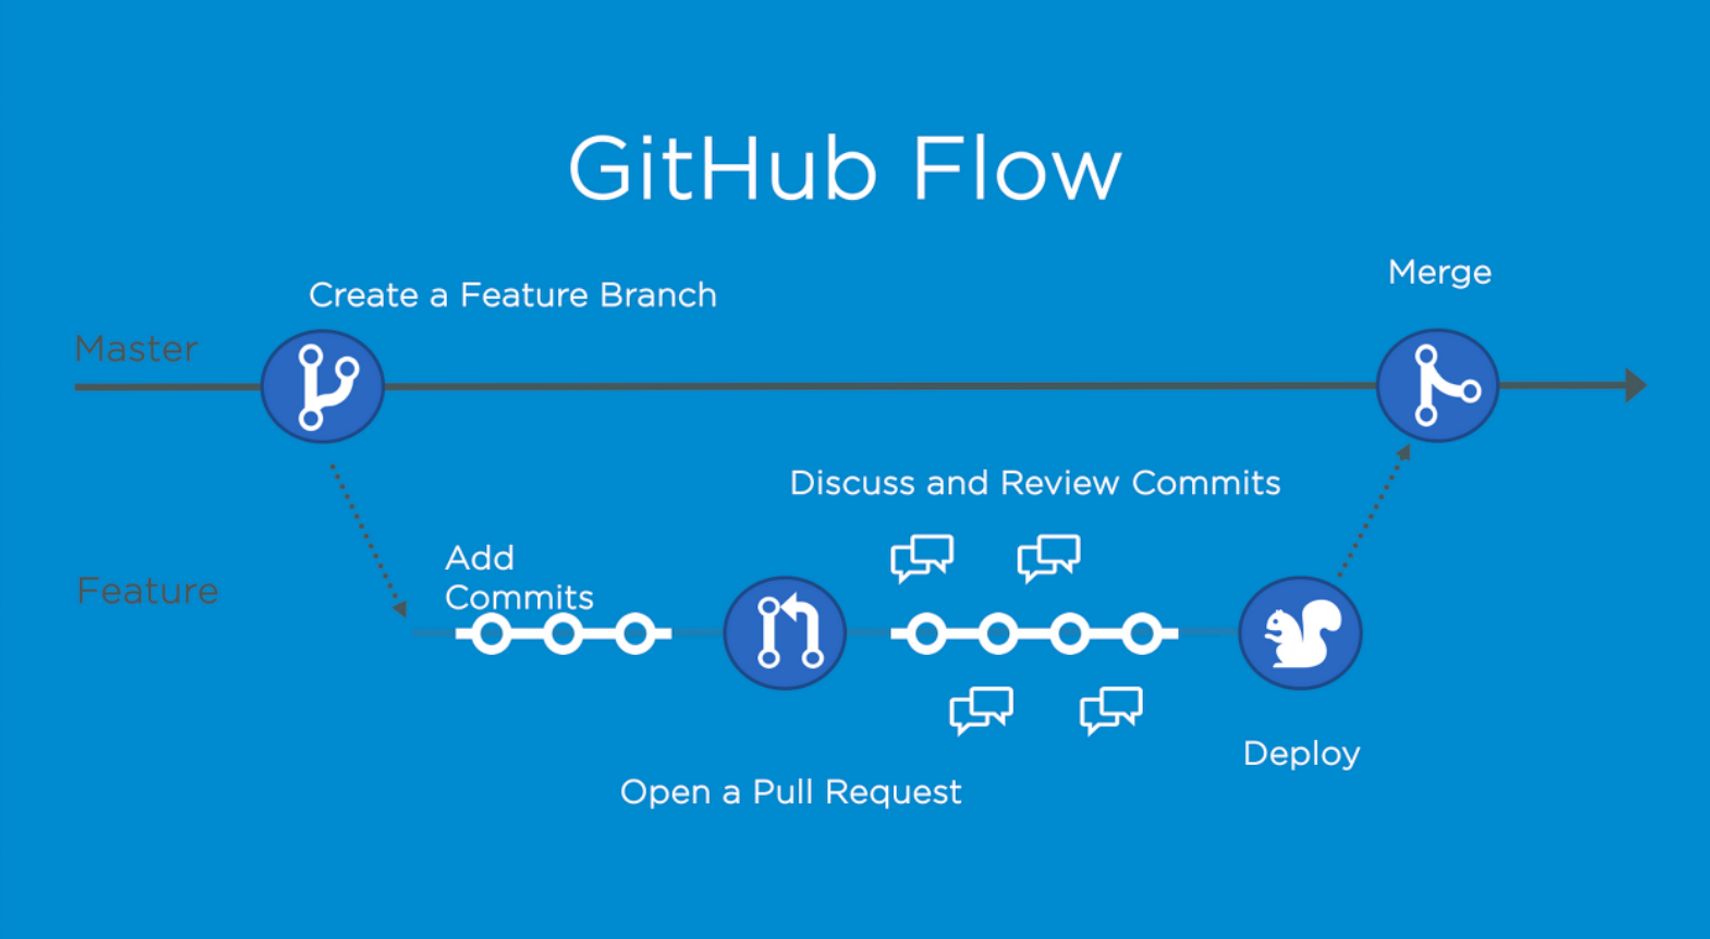 GitHub Flow
Merge
Create a Feature Branch
Master
Discuss and Review Commits
Add
Commits
Feature
Deploy
Open a Pull Request